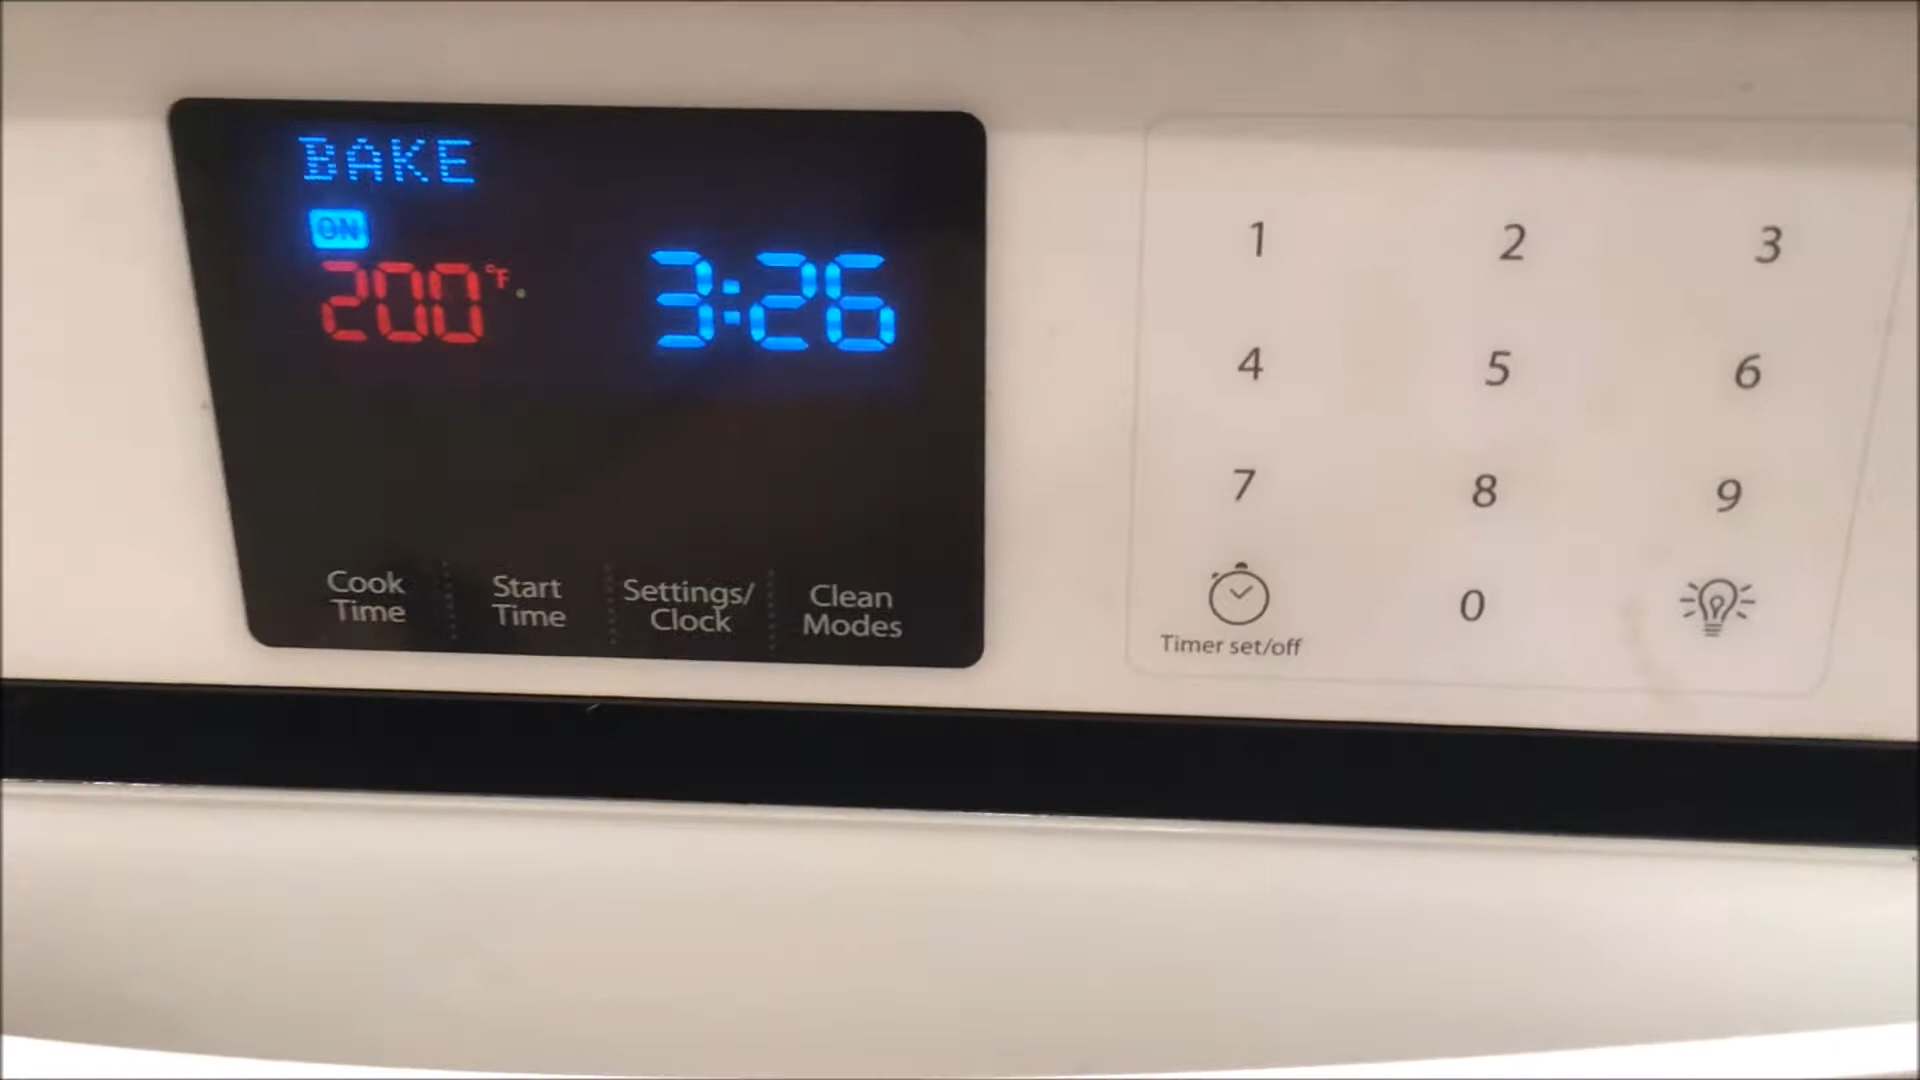 BAKE
ON
200°F 3:26
Cook Time
Start Time
Settings/ Clock
Clean Modes
1 2 3
4 5 6
7 8 9
0
Timer set/off